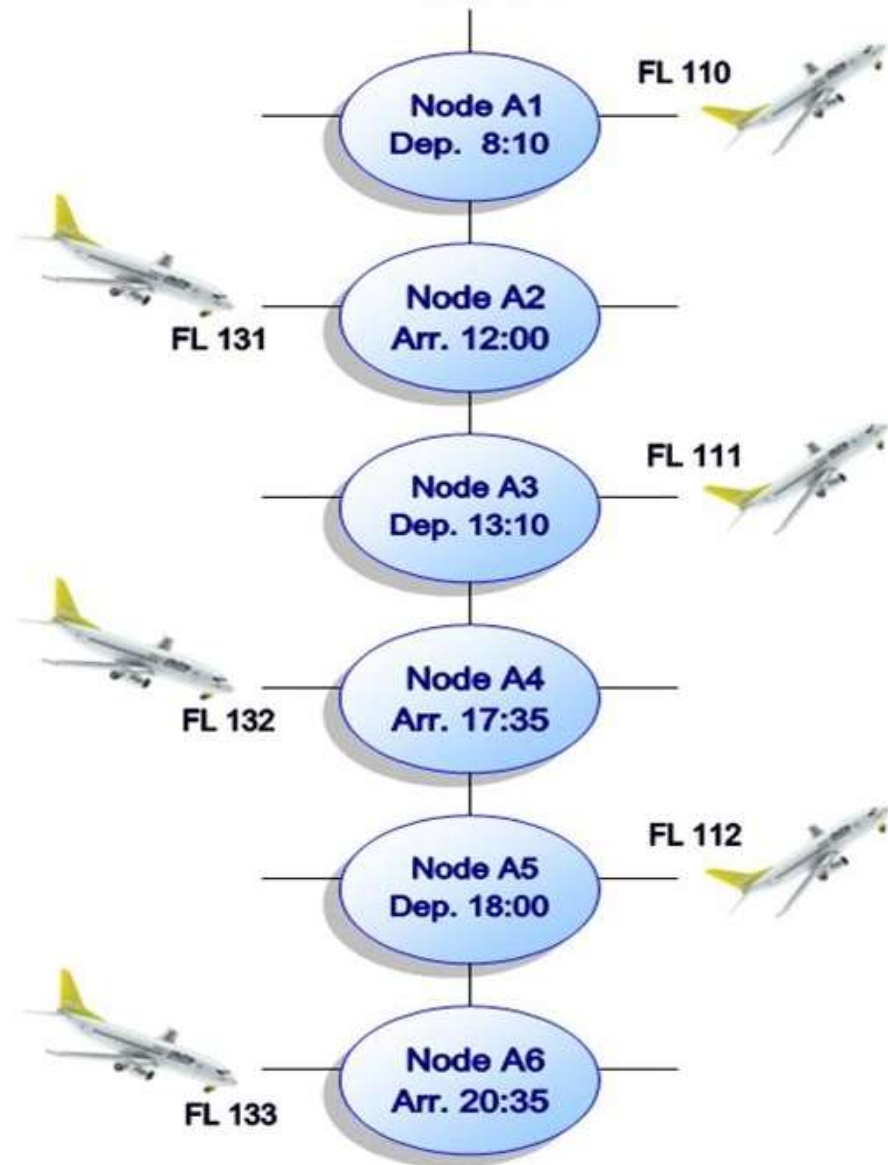 FL 110
Node A1
Dep. 8:10
Node A2
Arr. 12:00
FL 131
FL 111
Node A3
Dep. 13:10
Node A4
Arr. 17:35
FL 132
FL 112
Node A5
Dep. 18:00
Node A6
Arr. 20:35
FL 133